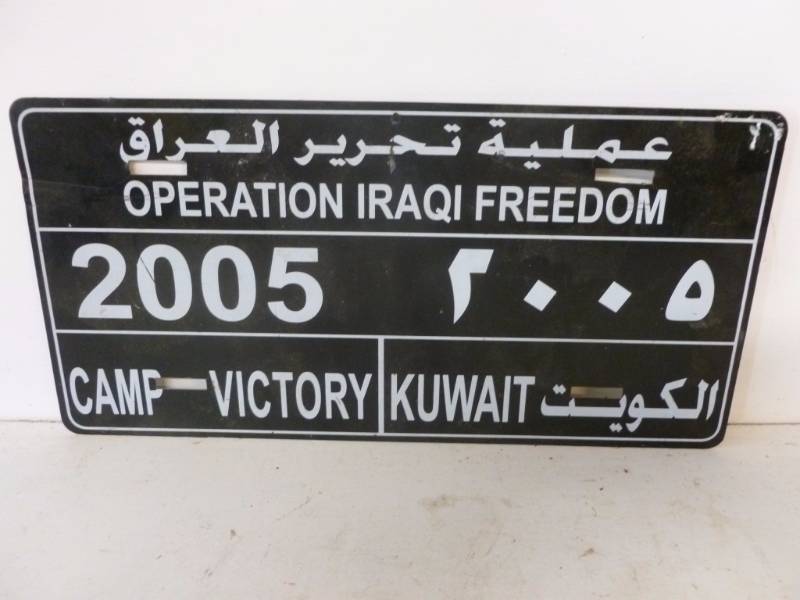 عملية تحرير العراق
OPERATION IRAQI FREEDOM
2005 ٢٠٠٥
CAMP VICTORY KUWAIT الكويت